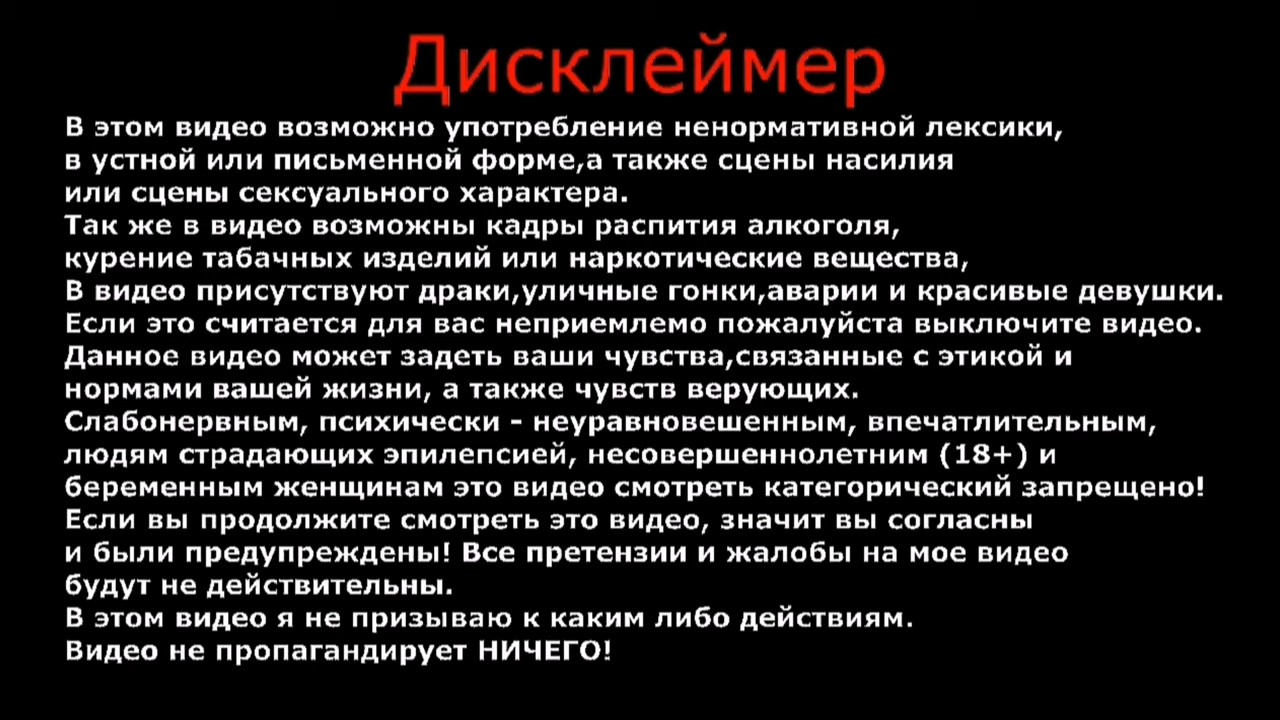 Дисклеймер
В этом видео возможно употребление ненормативной лексики,
в устной или письменной форме,а также сцены насилия
или сцены сексуального характера.
Так же в видео возможны кадры распития алкоголя,
курение табачных изделий или наркотические вещества,
В видео присутствуют драки,уличные гонки,аварии и красивые девушки.
Если это считается для вас неприемлемо пожалуйста выключите видео.
Данное видео может задеть ваши чувства,связанные с этикой и
нормами вашей жизни, а также чувств верующих.
Слабонервным, психически - неуравновешенным, впечатлительным,
людям страдающих эпилепсией, несовершеннолетним (18+) и
беременным женщинам это видео смотреть категорический запрещено!
Если вы продолжите смотреть это видео, значит вы согласны
и были предупреждены! Все претензии и жалобы на мое видео
будут не действительны.
В этом видео я не призываю к каким либо действиям.
Видео не пропагандирует НИЧЕГО!